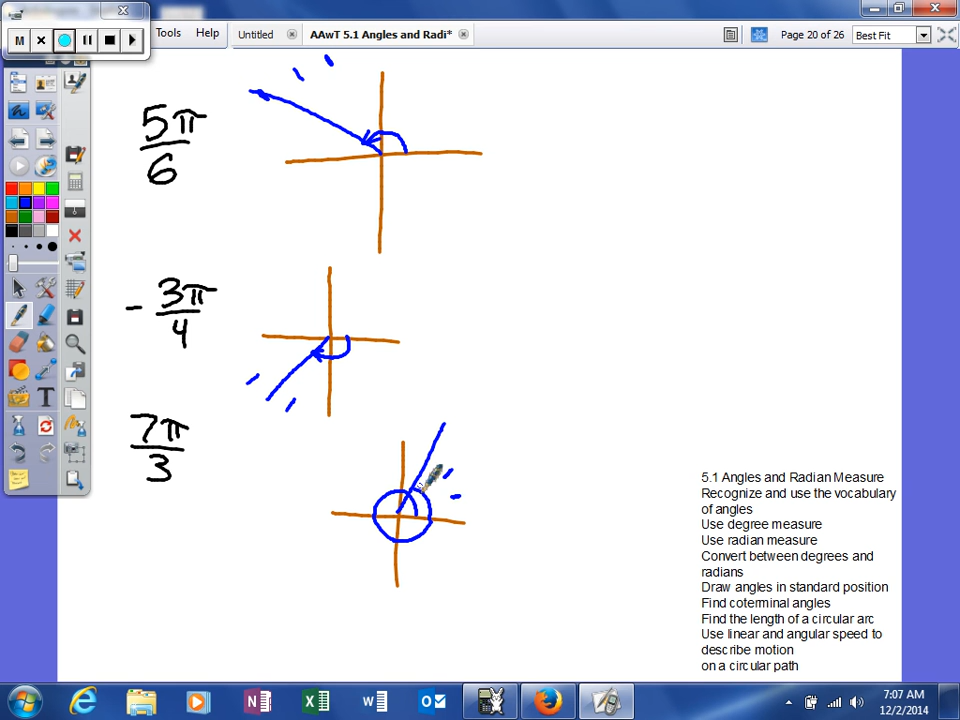 M
Tools Help Untitled AAwT 5.1 Angles and Radi* Page 20 of 26 Best Fit
5π
6
- 3π
4
7π
3
T
5.1 Angles and Radian Measure
Recognize and use the vocabulary
of angles
Use degree measure
Use radian measure
Convert between degrees and
radians
Draw angles in standard position
Find coterminal angles
Find the length of a circular arc
Use linear and angular speed to
describe motion
on a circular path
7:07 AM
12/2/2014